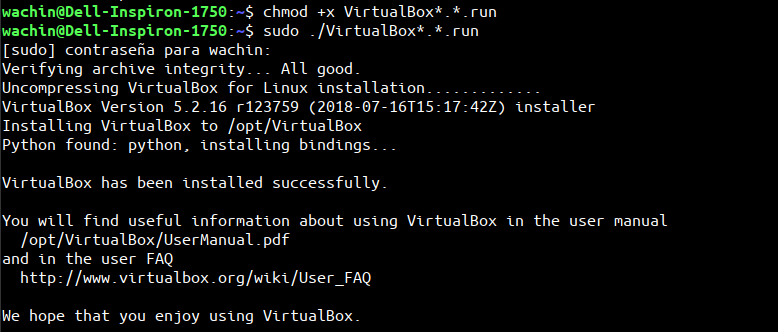 wachin@Dell-Inspiron-1750:~$ chmod +x VirtualBox*.*.run
wachin@Dell-Inspiron-1750:~$ sudo ./VirtualBox*.*.run
[sudo] contraseña para wachin:
Verifying archive integrity... All good.
Uncompressing VirtualBox for Linux installation.............
VirtualBox Version 5.2.16 r123759 (2018-07-16T15:17:42Z) installer
Installing VirtualBox to /opt/VirtualBox
Python found: python, installing bindings...
VirtualBox has been installed successfully.
You will find useful information about using VirtualBox in the user manual
  /opt/VirtualBox/UserManual.pdf
and in the user FAQ
  http://www.virtualbox.org/wiki/User_FAQ
We hope that you enjoy using VirtualBox.